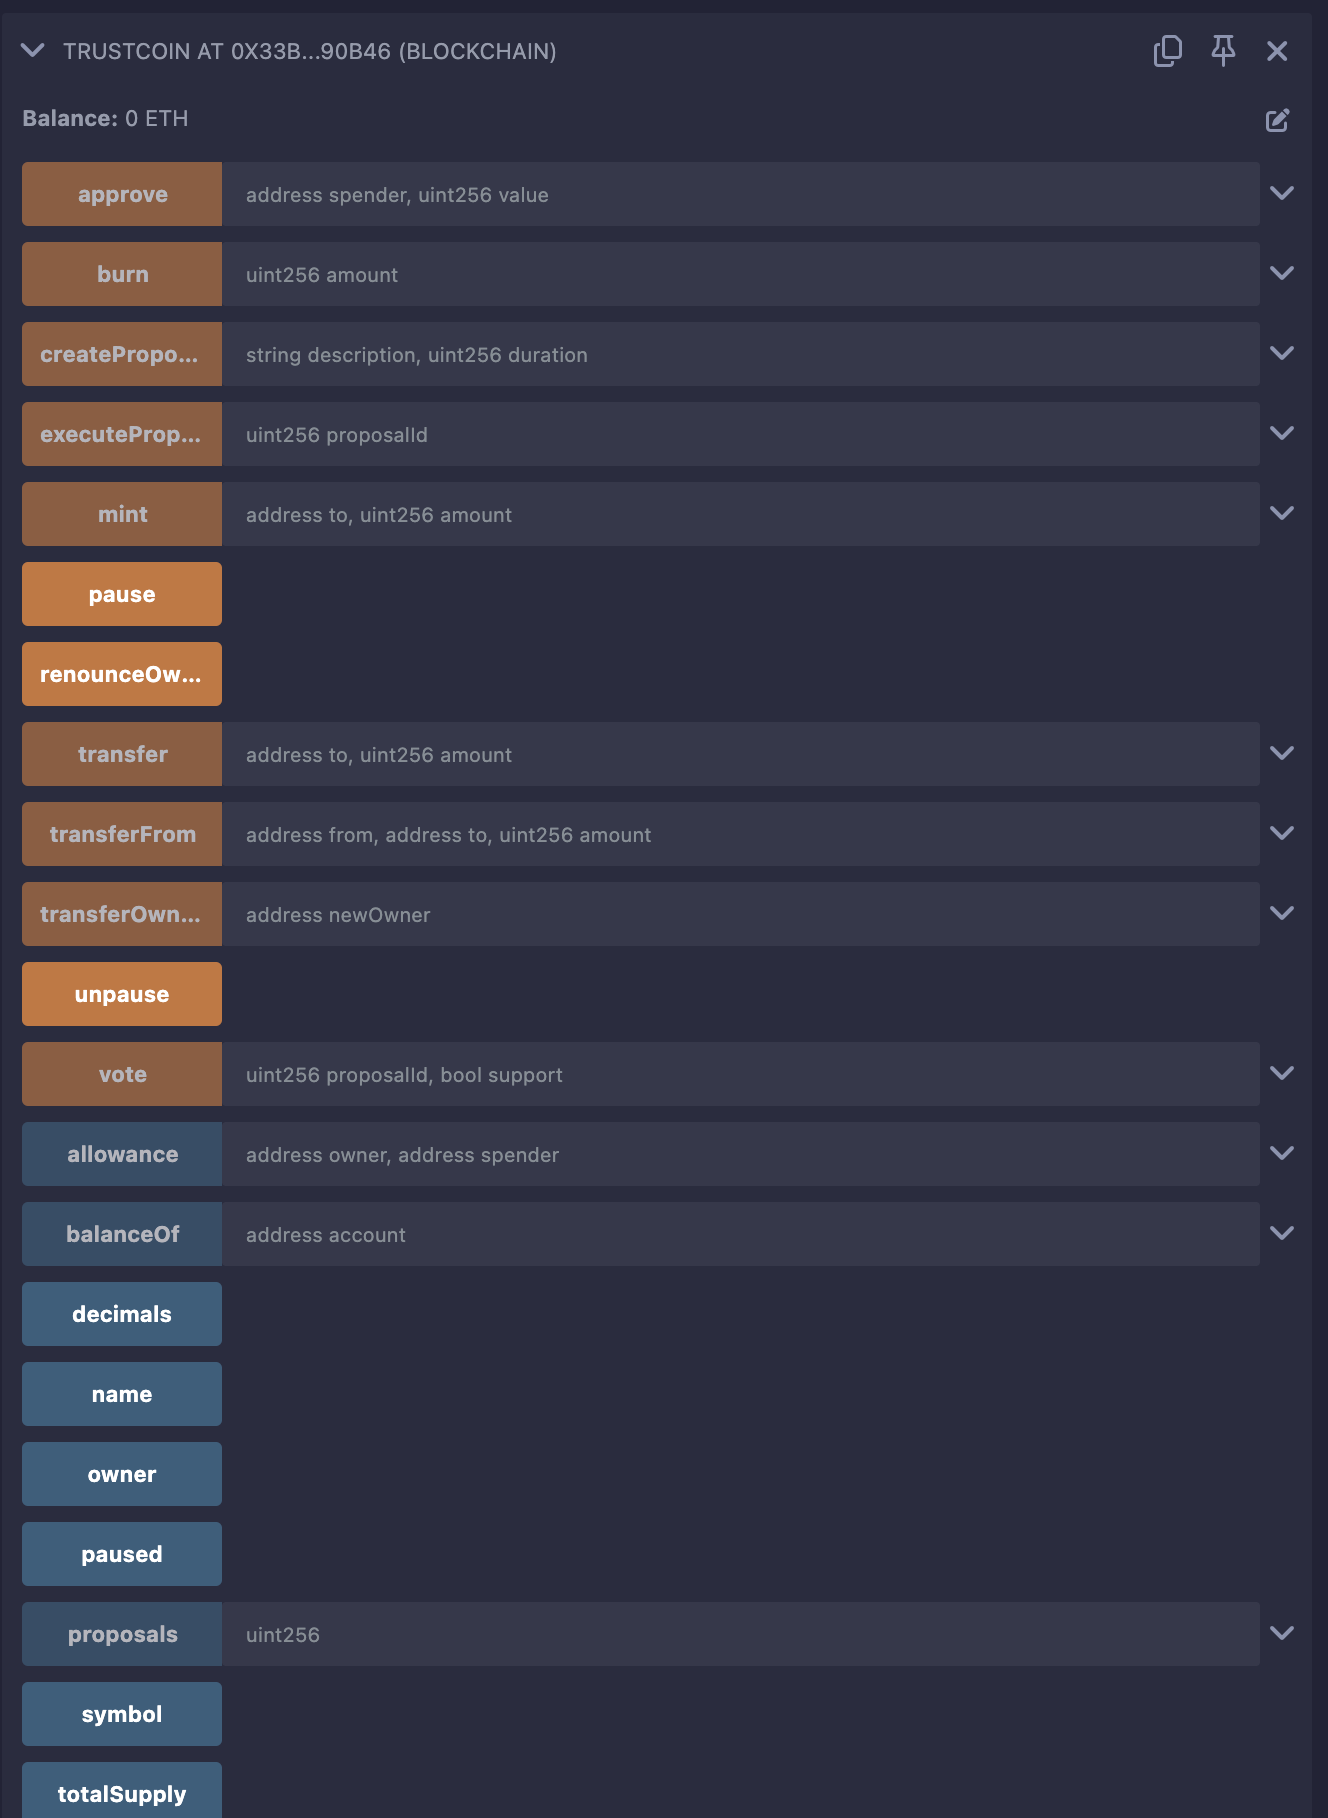 TRUSTCOIN AT 0X33B...90B46 (BLOCKCHAIN)
Balance: 0 ETH
approve address spender, uint256 value
burn uint256 amount
createPropo... string description, uint256 duration
executeProp... uint256 proposalId
mint address to, uint256 amount
pause
renounceOw...
transfer address to, uint256 amount
transferFrom address from, address to, uint256 amount
transferOwn... address newOwner
unpause
vote uint256 proposalId, bool support
allowance address owner, address spender
balanceOf address account
decimals
name
owner
paused
proposals uint256
symbol
totalSupply